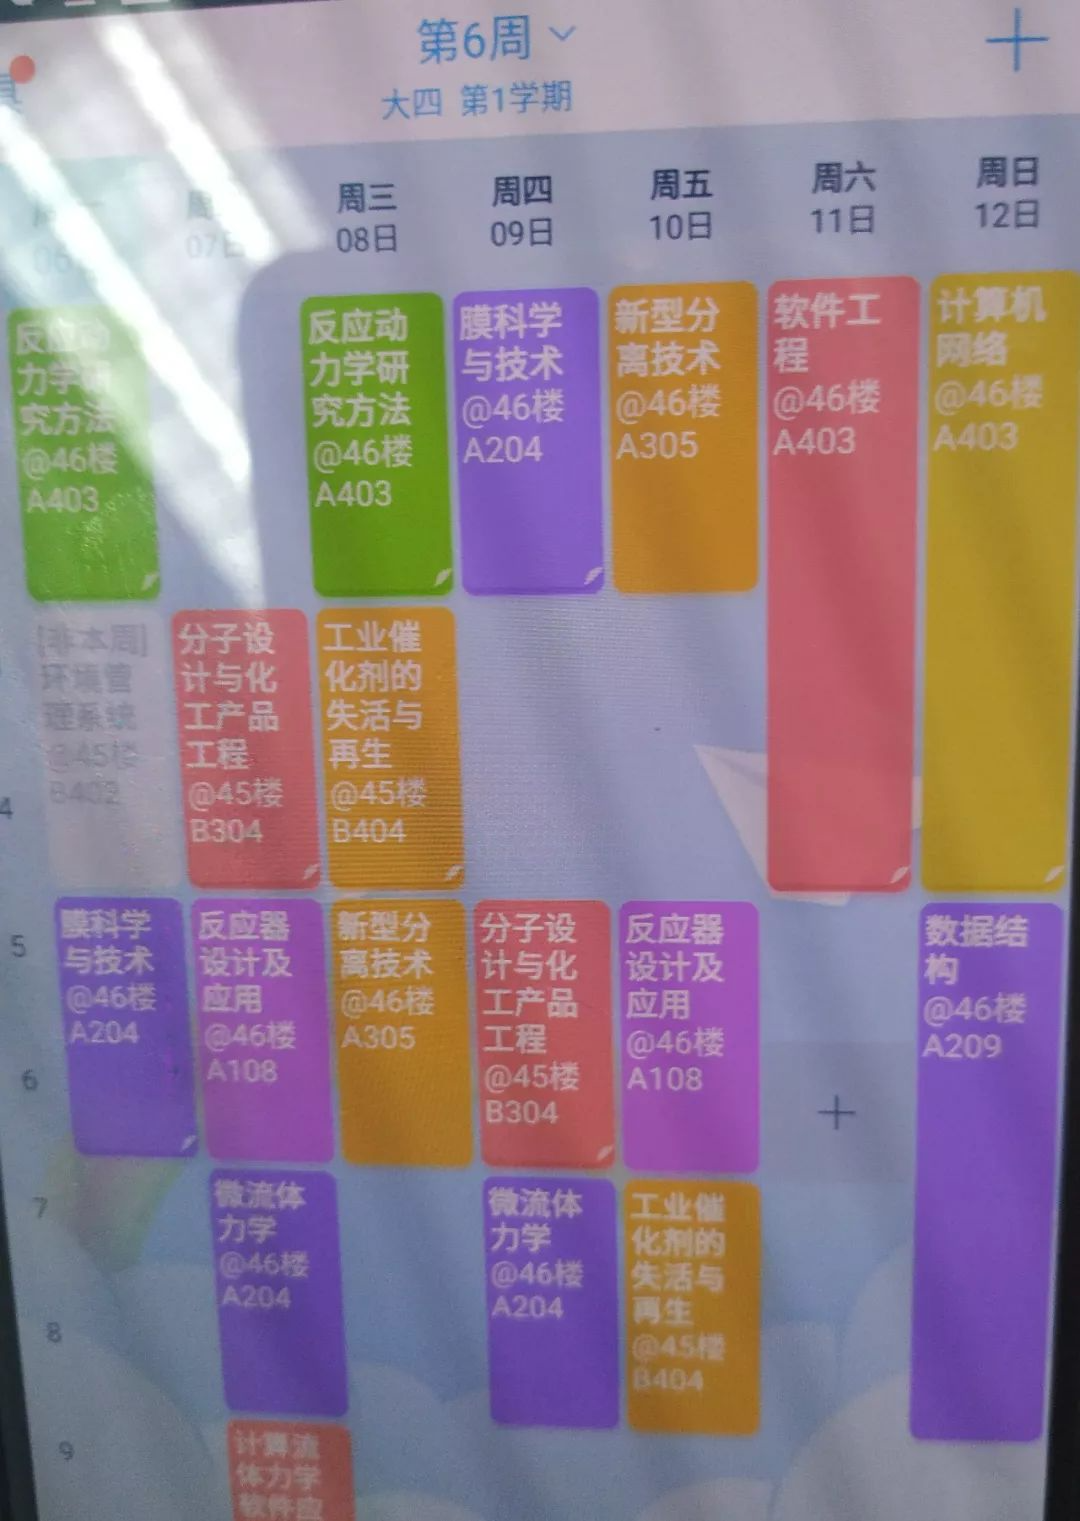 第6周
大四 第1学期
周三
08日
周四
09日
周五
10日
周六
11日
周日
12日
07日
反应动
力学研
究方法
@46楼
A403
反应动
力学研
究方法
@46楼
A403
膜科学
与技术
@46楼
A204
新型分
离技术
@46楼
A305
软件工
程
@46楼
A403
计算机
网络
@46楼
A403
[非本周]
环境管
理系统
@45楼
B402
分子设
计与化
工产品
工程
@45楼
B304
工业催
化剂的
失活与
再生
@45楼
B404
4
5
膜科学
与技术
@46楼
A204
反应器
设计及
应用
@46楼
A108
新型分
离技术
@46楼
A305
分子设
计与化
工产品
工程
@45楼
B304
反应器
设计及
应用
@46楼
A108
数据结
构
@46楼
A209
6
7
微流体
力学
@46楼
A204
微流体
力学
@46楼
A204
工业催
化剂的
失活与
再生
@45楼
B404
8
9
计算流
体力学
软件应